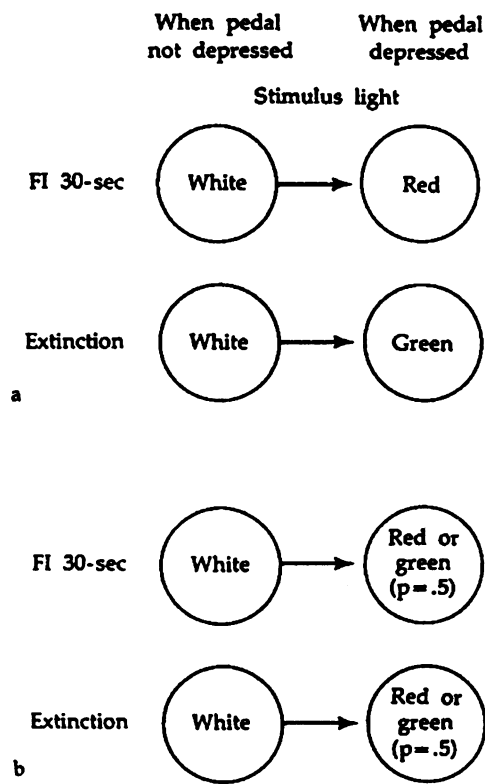 When pedal not depressed
When pedal depressed
Stimulus light
FI 30-sec
White
Red
Extinction
White
Green
a
FI 30-sec
White
Red or
green
(p=.5)
Extinction
White
Red or
green
(p=.5)
b